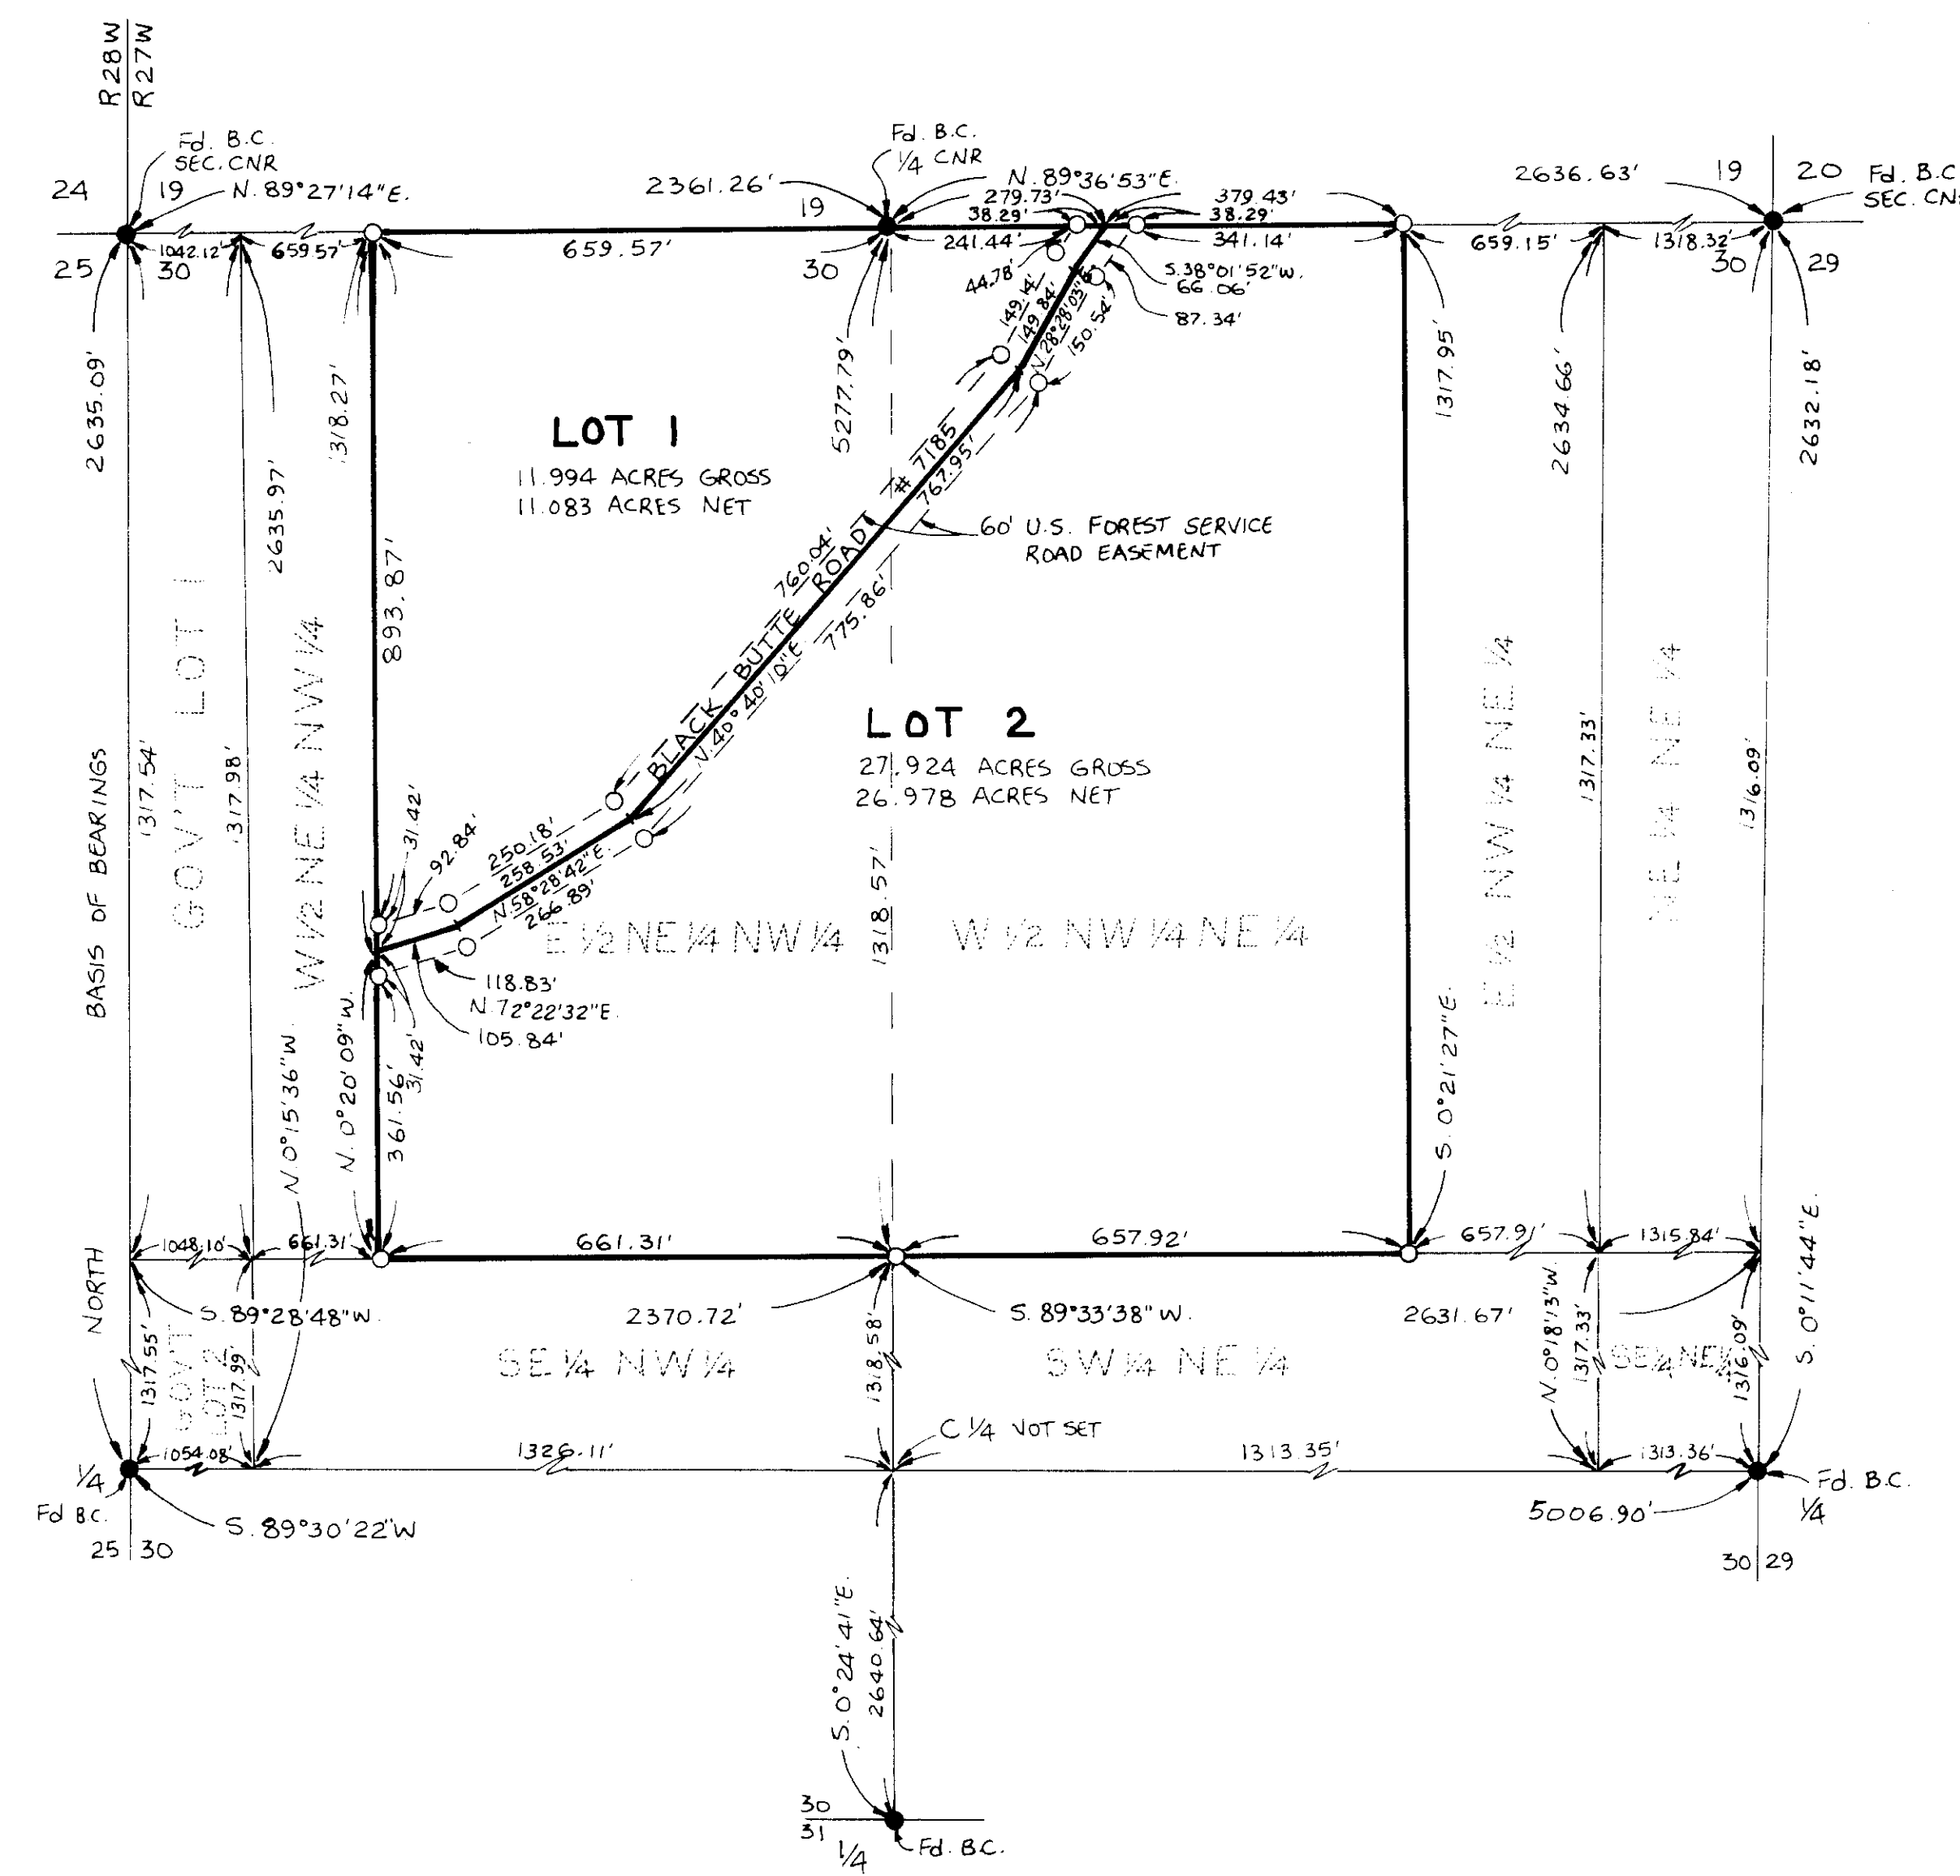 R28W
R27W
Fd. B.C.
SEC. CNR
24
19
N. 89°27'14"E.
2361.26'
Fd. B.C.
1/4 CNR
19
N. 89°36'53"E.
279.73'
379.43'
38.29'
38.29'
2636.63'
19
20
Fd. B.C
SEC. CN
25
30
1042.12'
659.57'
659.57'
30
241.44'
341.14'
659.15'
1318.32'
30
29
44.78'
S.38°01'52"W.
66.06'
87.34'
149.14'
149.84'
N.28°28'03"E.
150.54'
2635.09'
2635.97'
1318.27'
5277.79'
1317.95'
2634.66'
2632.18'
LOT 1
11.994 ACRES GROSS
11.083 ACRES NET
# 7185
767.95'
60' U.S. FOREST SERVICE
ROAD EASEMENT
893.87'
760.04'
BLACK BUTTE ROAD
775.86'
N.40°40'10"E.
LOT 2
27.924 ACRES GROSS
26.978 ACRES NET
BASIS OF BEARINGS
NORTH
1317.54'
GOV'T LOT 1
1317.98'
W 1/2 NE 1/4 NW 1/4
31.42'
92.84'
250.18'
258.53'
N.58°28'42"E.
266.89'
E 1/2 NE 1/4 NW 1/4
1318.57'
W 1/2 NW 1/4 NE 1/4
E 1/2 NW 1/4 NE 1/4
1317.33'
NE 1/4 NE 1/4
1316.09'
118.83'
N.72°22'32"E.
105.84'
31.42'
361.56'
N.0°20'09"W.
N.0°15'36"W.
S.0°21'27"E.
1048.10'
661.31'
661.31'
657.92'
657.91'
1315.84'
S. 89°28'48"W.
2370.72'
S. 89°33'38"W.
2631.67'
1317.55'
GOV'T
LOT 2
1317.99'
SE 1/4 NW 1/4
1318.58'
SW 1/4 NE 1/4
N.0°18'13"W.
1317.33'
SE 1/4 NE 1/4
1316.09'
S.0°11'44"E.
C 1/4 NOT SET
1054.08'
1326.11'
1313.35'
1313.36'
1/4
Fd B.C.
S. 89°30'22"W
5006.90'
Fd. B.C.
1/4
25
30
30
29
S.0°24'41"E.
2640.64'
30
31
1/4
Fd. B.C.